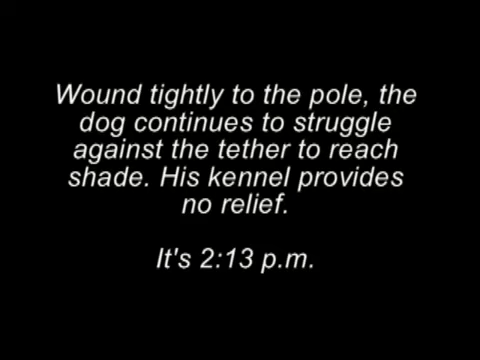 Wound tightly to the pole, the
dog continues to struggle
against the tether to reach
shade. His kennel provides
no relief.
It's 2:13 p.m.